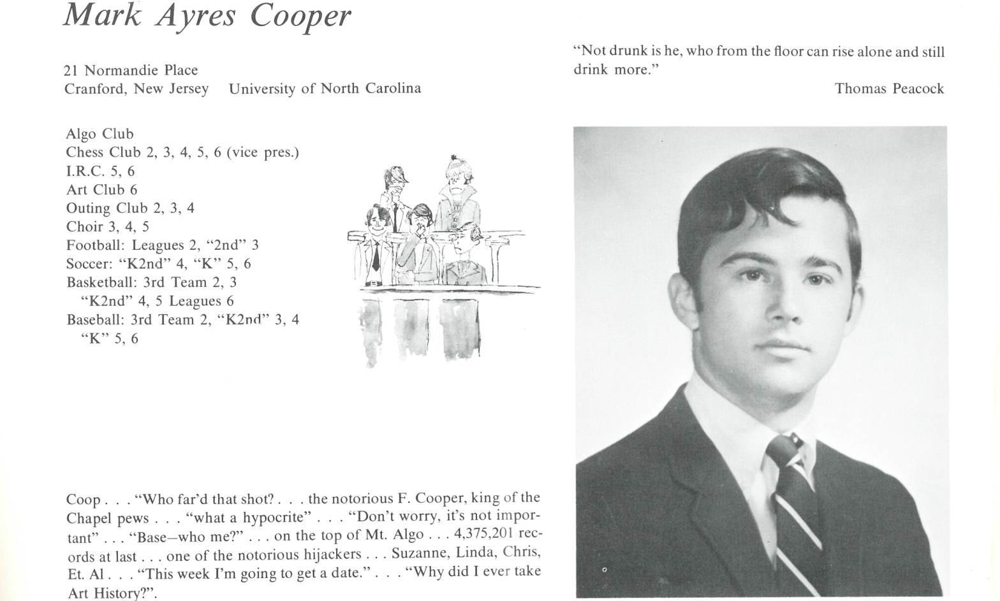 Mark Ayres Cooper
21 Normandie Place
Cranford, New Jersey University of North Carolina
“Not drunk is he, who from the floor can rise alone and still
drink more.”
Thomas Peacock
Algo Club
Chess Club 2, 3, 4, 5, 6 (vice pres.)
I.R.C. 5, 6
Art Club 6
Outing Club 2, 3, 4
Choir 3, 4, 5
Football: Leagues 2, “2nd” 3
Soccer: “K2nd” 4, “K” 5, 6
Basketball: 3rd Team 2, 3
“K2nd” 4, 5 Leagues 6
Baseball: 3rd Team 2, “K2nd” 3, 4
“K” 5, 6
Coop . . . “Who far’d that shot? . . . the notorious F. Cooper, king of the
Chapel pews . . . “what a hypocrite” . . . “Don’t worry, it’s not impor-
tant” . . . “Base—who me?” . . . on the top of Mt. Algo . . . 4,375,201 rec-
ords at last . . . one of the notorious hijackers . . . Suzanne, Linda, Chris,
Et. Al . . . “This week I’m going to get a date.” . . . “Why did I ever take
Art History?”.